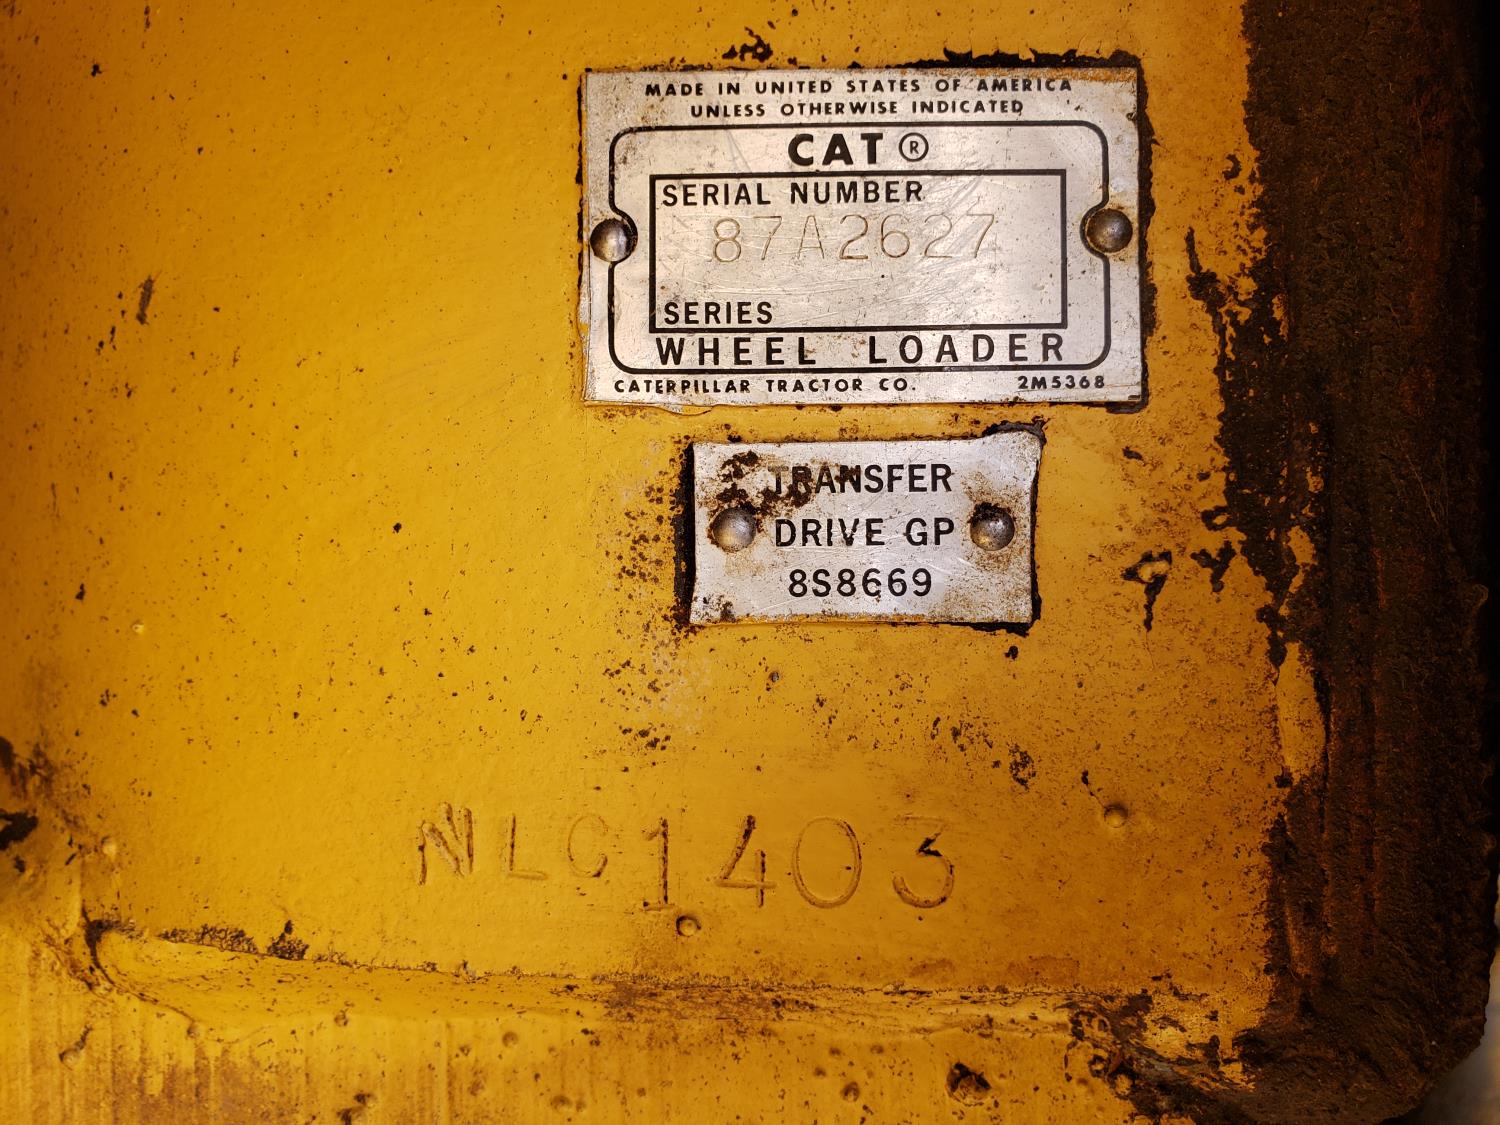 MADE IN UNITED STATES OF AMERICA
UNLESS OTHERWISE INDICATED
CAT ®
SERIAL NUMBER
87A2627
SERIES
WHEEL LOADER
CATERPILLAR TRACTOR CO. 2M5368
TRANSFER
DRIVE GP
8S8669
NLC1403